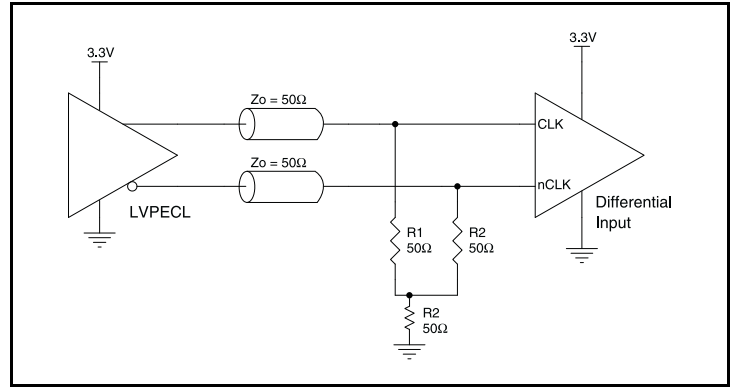 3.3V
3.3V
Zo = 50Ω
CLK
Zo = 50Ω
nCLK
LVPECL
Differential
Input
R1
50Ω
R2
50Ω
R2
50Ω